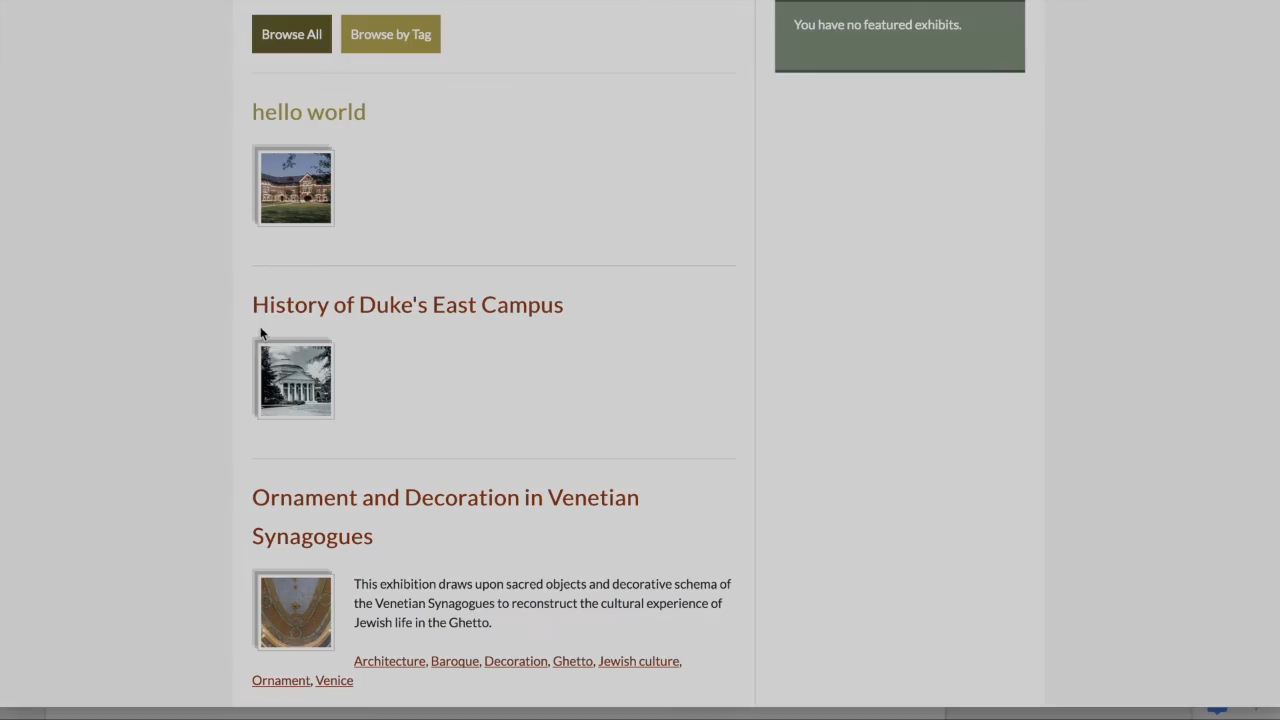 Browse All
Browse by Tag
You have no featured exhibits.
hello world
History of Duke's East Campus
Ornament and Decoration in Venetian
Synagogues
This exhibition draws upon sacred objects and decorative schema of
the Venetian Synagogues to reconstruct the cultural experience of
Jewish life in the Ghetto.
Architecture, Baroque, Decoration, Ghetto, Jewish culture,
Ornament, Venice